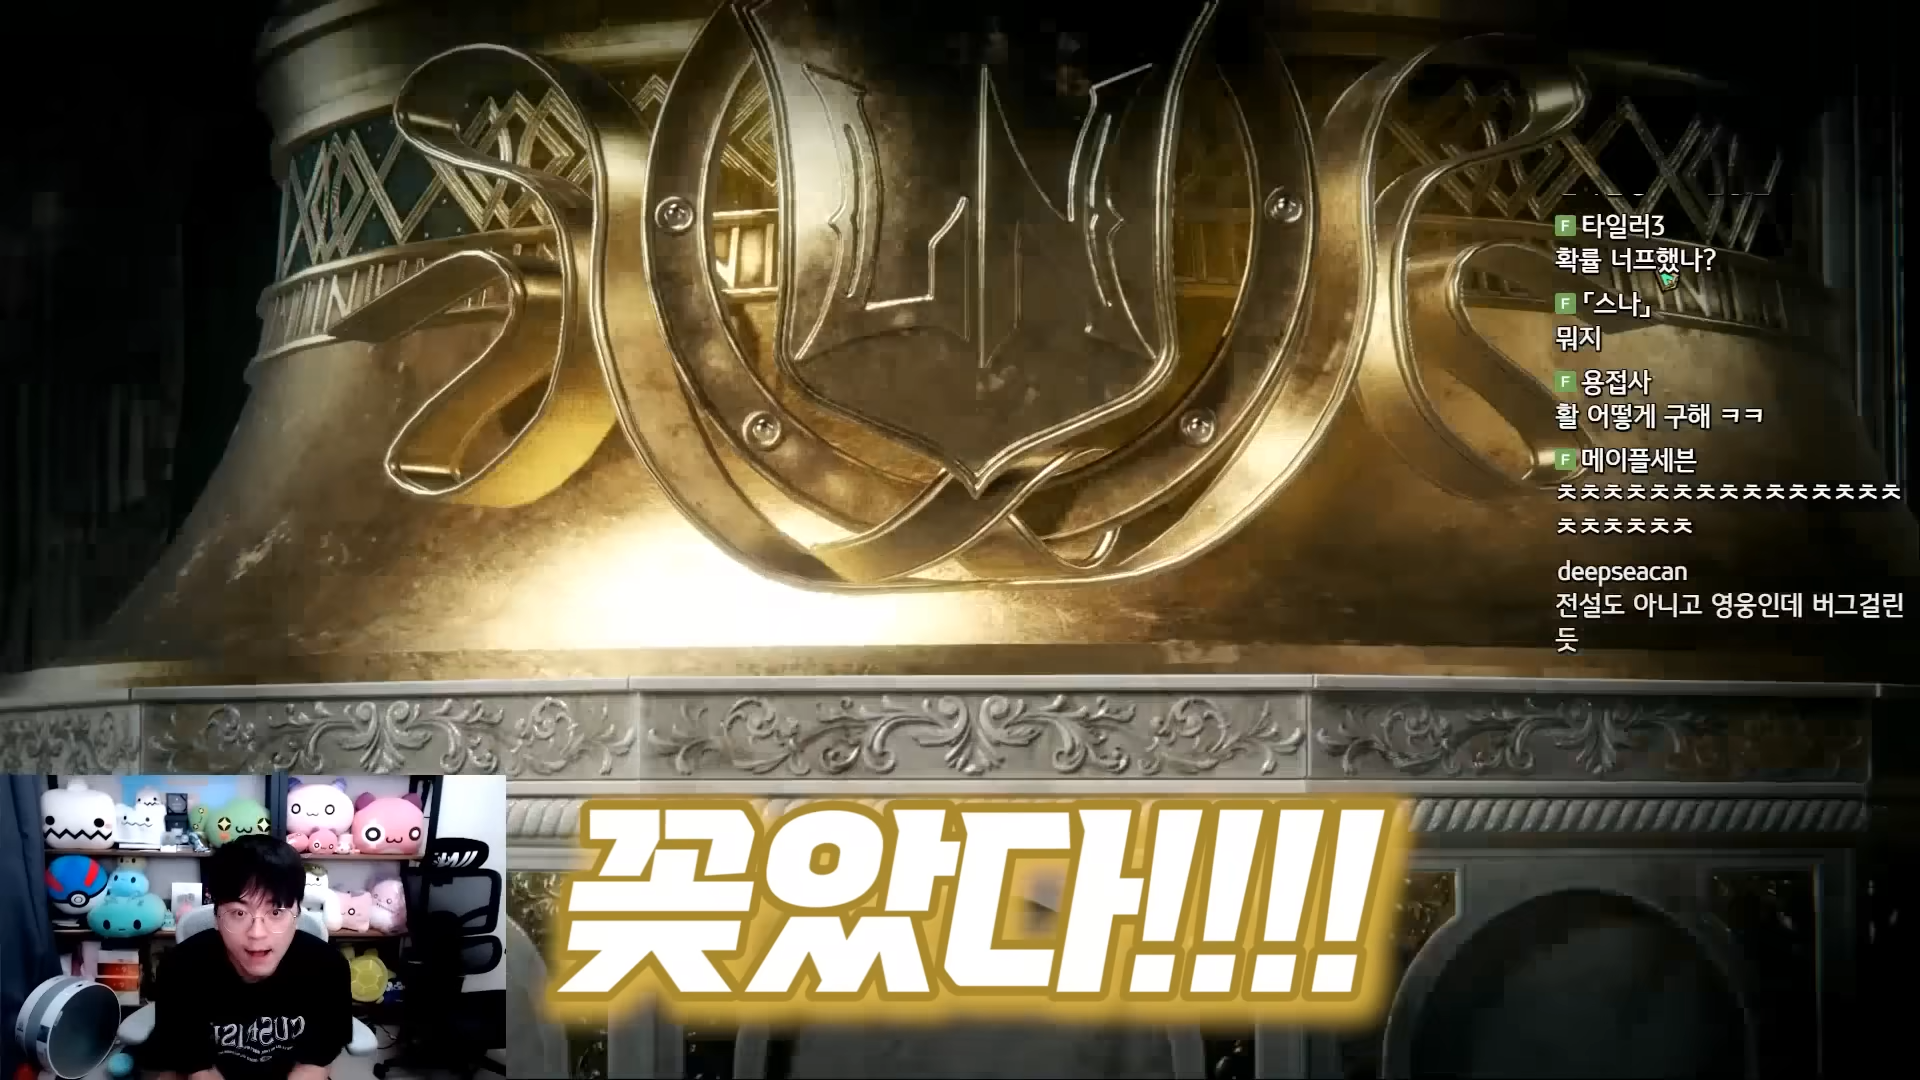 F 타일러3
확률 너프했나?
F 「스나」
뭐지
F 용접사
활 어떻게 구해 ㅋㅋ
F 메이플세븐
ㅊㅊㅊㅊㅊㅊㅊㅊㅊㅊㅊㅊㅊㅊㅊ
ㅊㅊㅊㅊㅊㅊ
deepseacan
전설도 아니고 영웅인데 버그걸린
듯
꽂았다!!!!